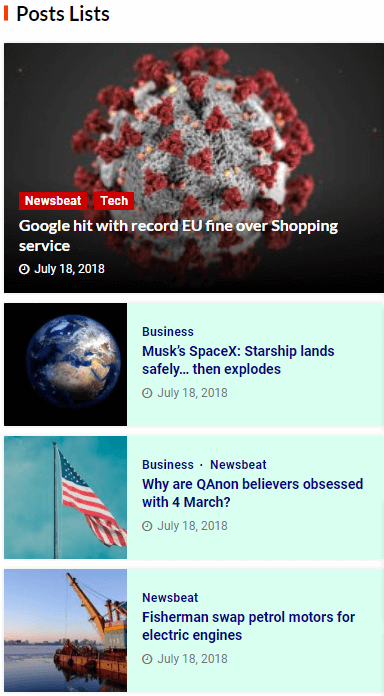 Posts Lists
Newsbeat Tech
Google hit with record EU fine over Shopping
service
July 18, 2018
Business
Musk's SpaceX: Starship lands
safely... then explodes
July 18, 2018
Business · Newsbeat
Why are QAnon believers obsessed
with 4 March?
July 18, 2018
Newsbeat
Fisherman swap petrol motors for
electric engines
July 18, 2018